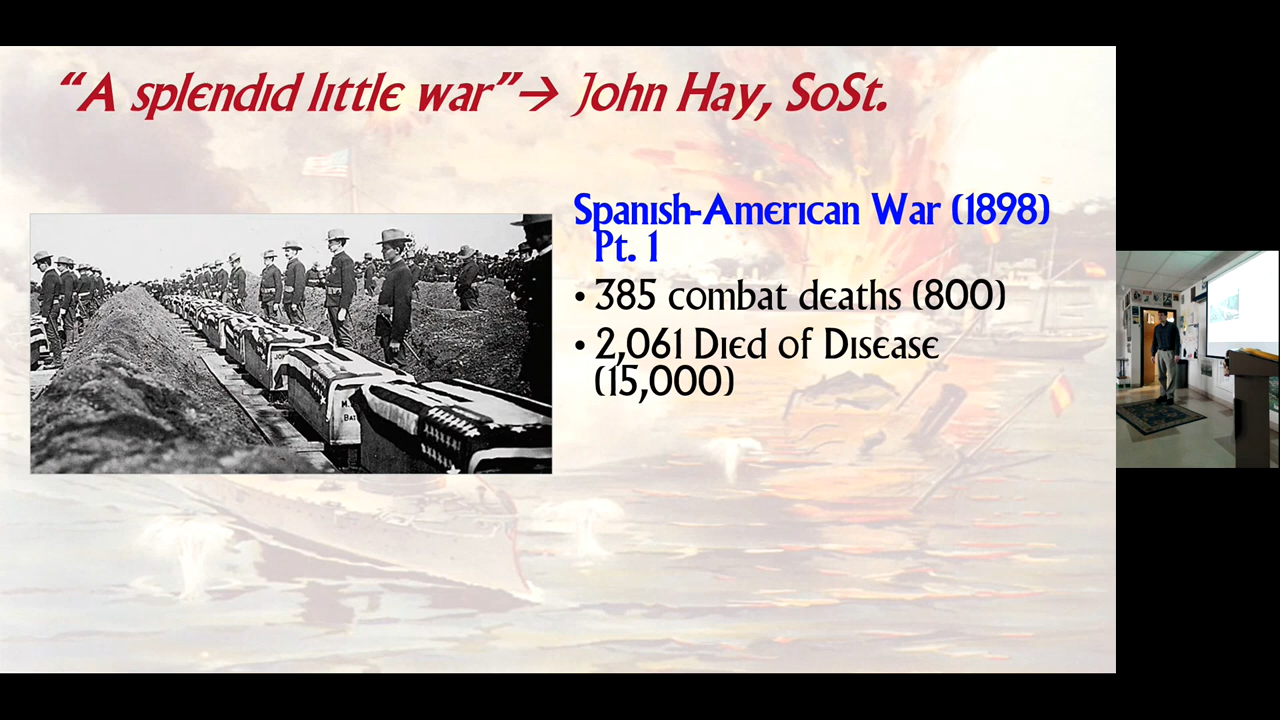 “A splendid little war”→ John Hay, SoSt.
Spanish-American War (1898)
Pt. 1
• 385 combat deaths (800)
• 2,061 Died of Disease
(15,000)